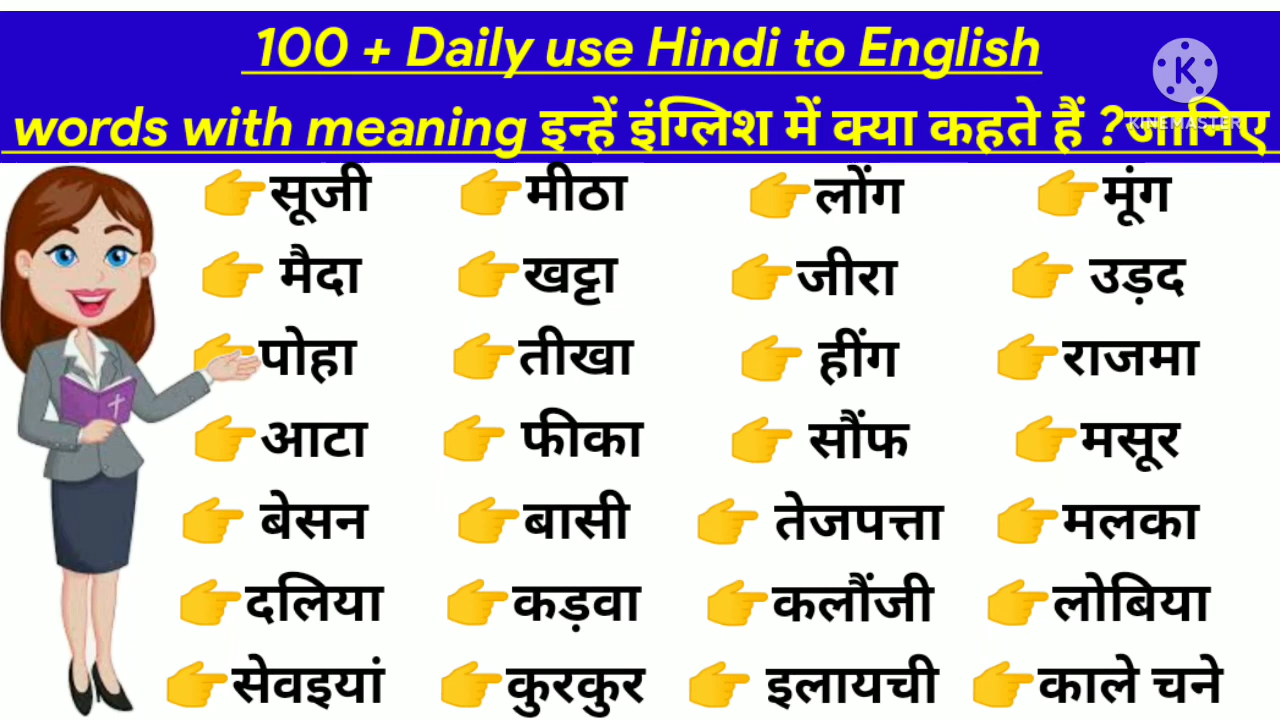 100 + Daily use Hindi to English
words with meaning इन्हें इंग्लिश में क्या कहते हैं ?जानिए
KINEMASTER
सूजी मीठा लोंग मूंग
मैदा खट्टा जीरा उड़द
पोहा तीखा हींग राजमा
आटा फीका सौंफ मसूर
बेसन बासी तेजपत्ता मलका
दलिया कड़वा कलौंजी लोबिया
सेवइयां कुरकुर इलायची काले चने